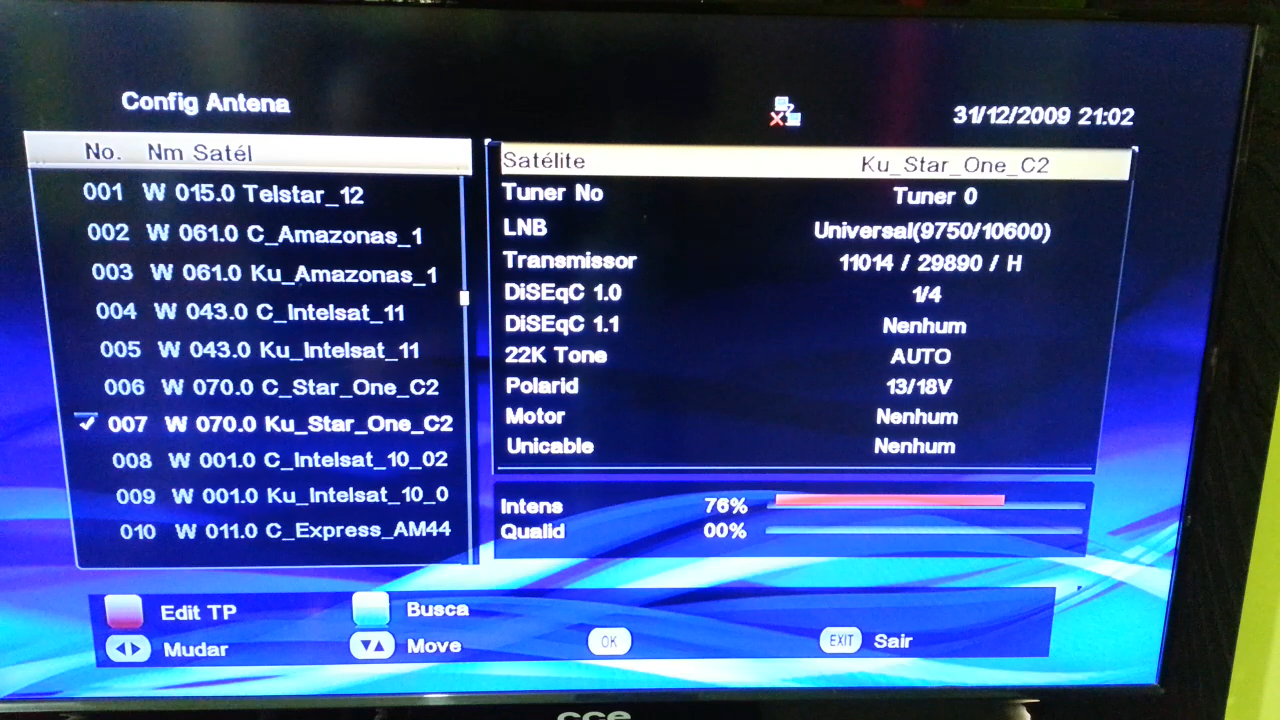 Config Antena
31/12/2009 21:02
No. Nm Satél
001 W 015.0 Telstar_12
002 W 061.0 C_Amazonas_1
003 W 061.0 Ku_Amazonas_1
004 W 043.0 C_Intelsat_11
005 W 043.0 Ku_Intelsat_11
006 W 070.0 C_Star_One_C2
007 W 070.0 Ku_Star_One_C2
008 W 001.0 C_Intelsat_10_02
009 W 001.0 Ku_Intelsat_10_0
010 W 011.0 C_Express_AM44
Satélite Ku_Star_One_C2
Tuner No Tuner 0
LNB Universal(9750/10600)
Transmissor 11014 / 29890 / H
DiSEqC 1.0 1/4
DiSEqC 1.1 Nenhum
22K Tone AUTO
Polarid 13/18V
Motor Nenhum
Unicable Nenhum
Intens 76%
Qualid 00%
Edit TP Busca
Mudar Move OK EXIT Sair
cce